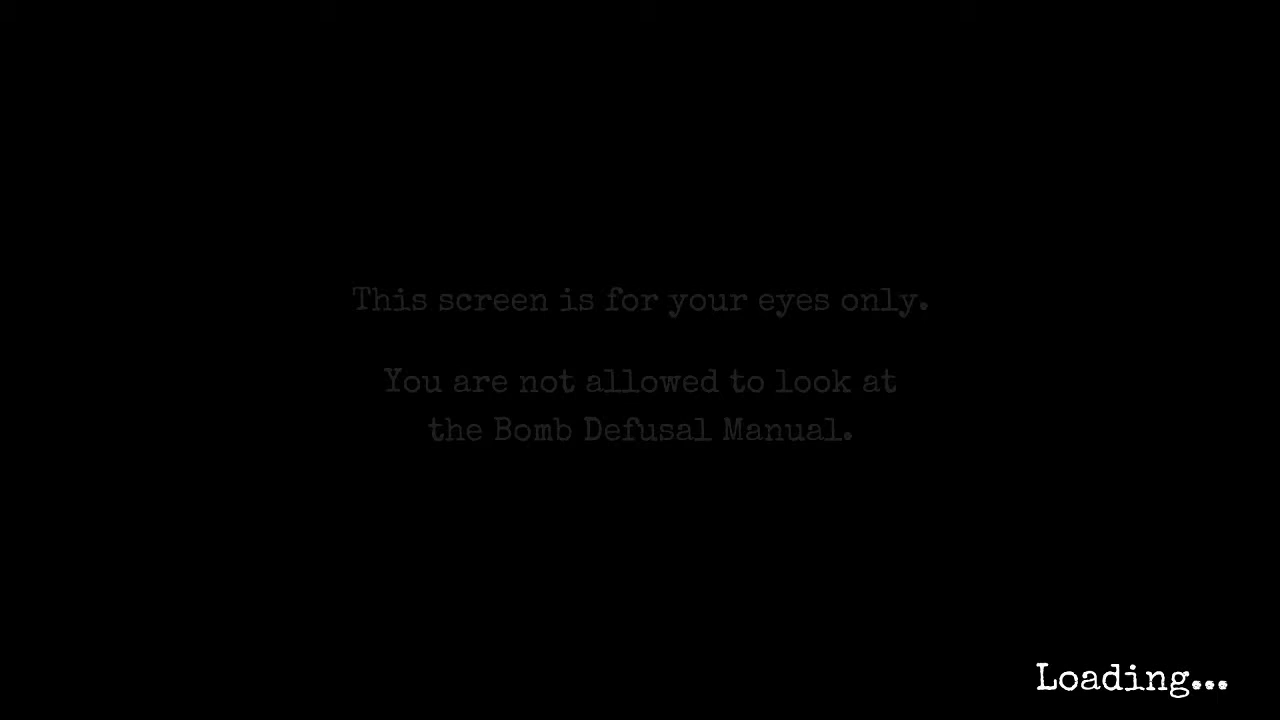 This screen is for your eyes only.
You are not allowed to look at
the Bomb Defusal Manual.
Loading...